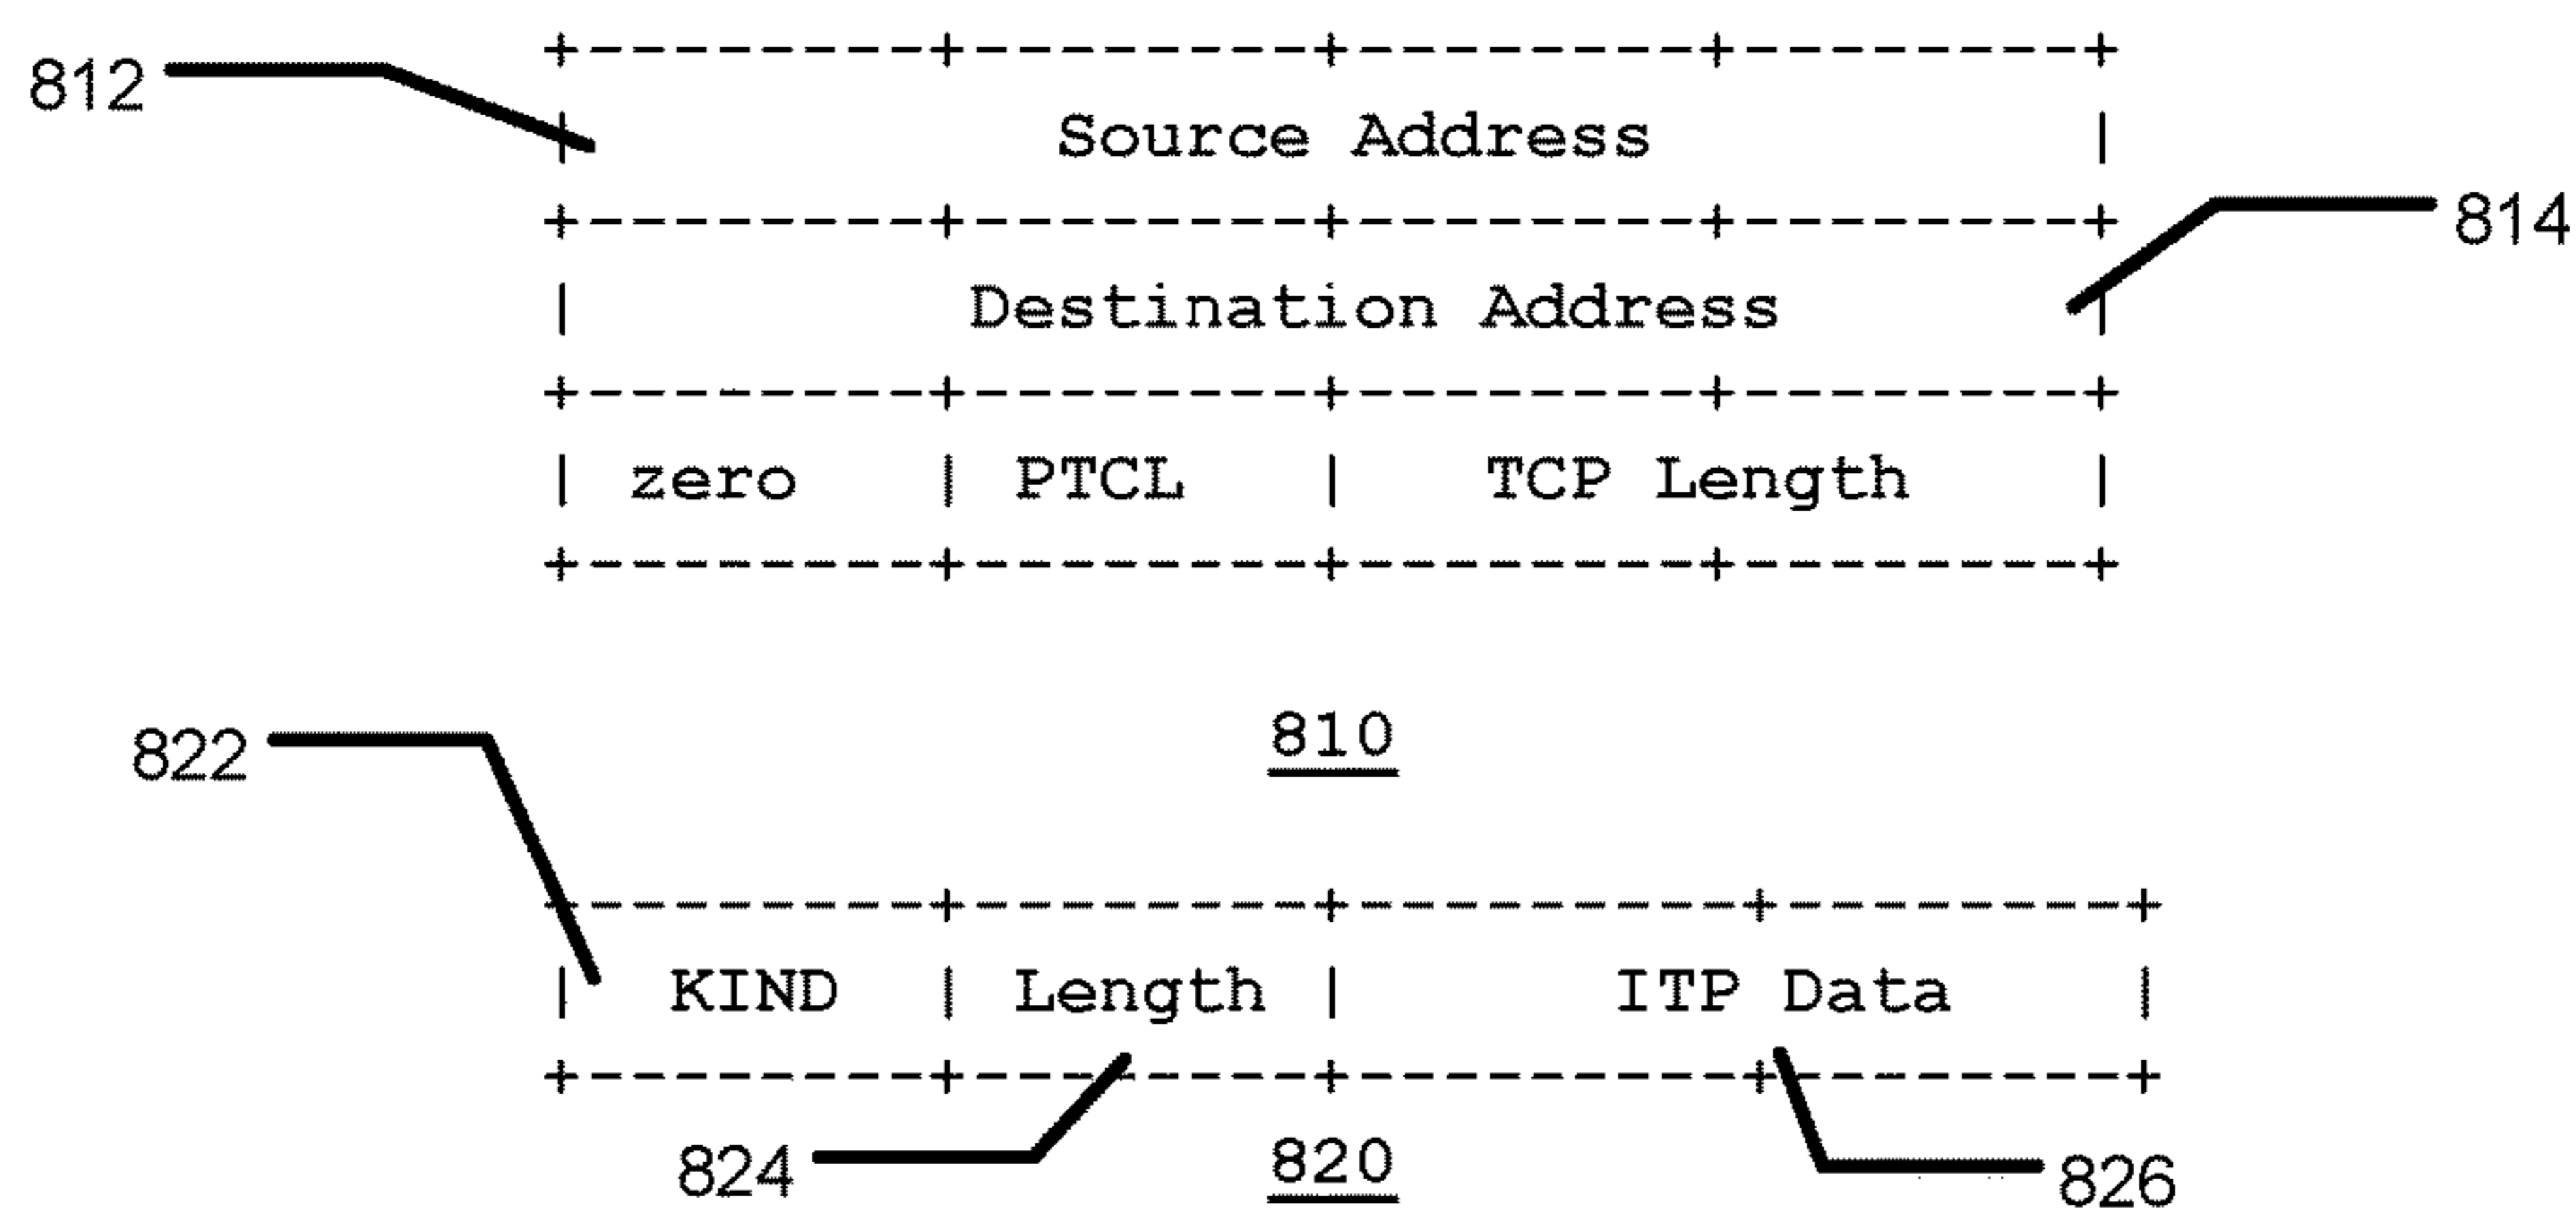 812
Source Address
814
Destination Address
zero PTCL TCP Length
810
822
KIND Length ITP Data
824
820
826